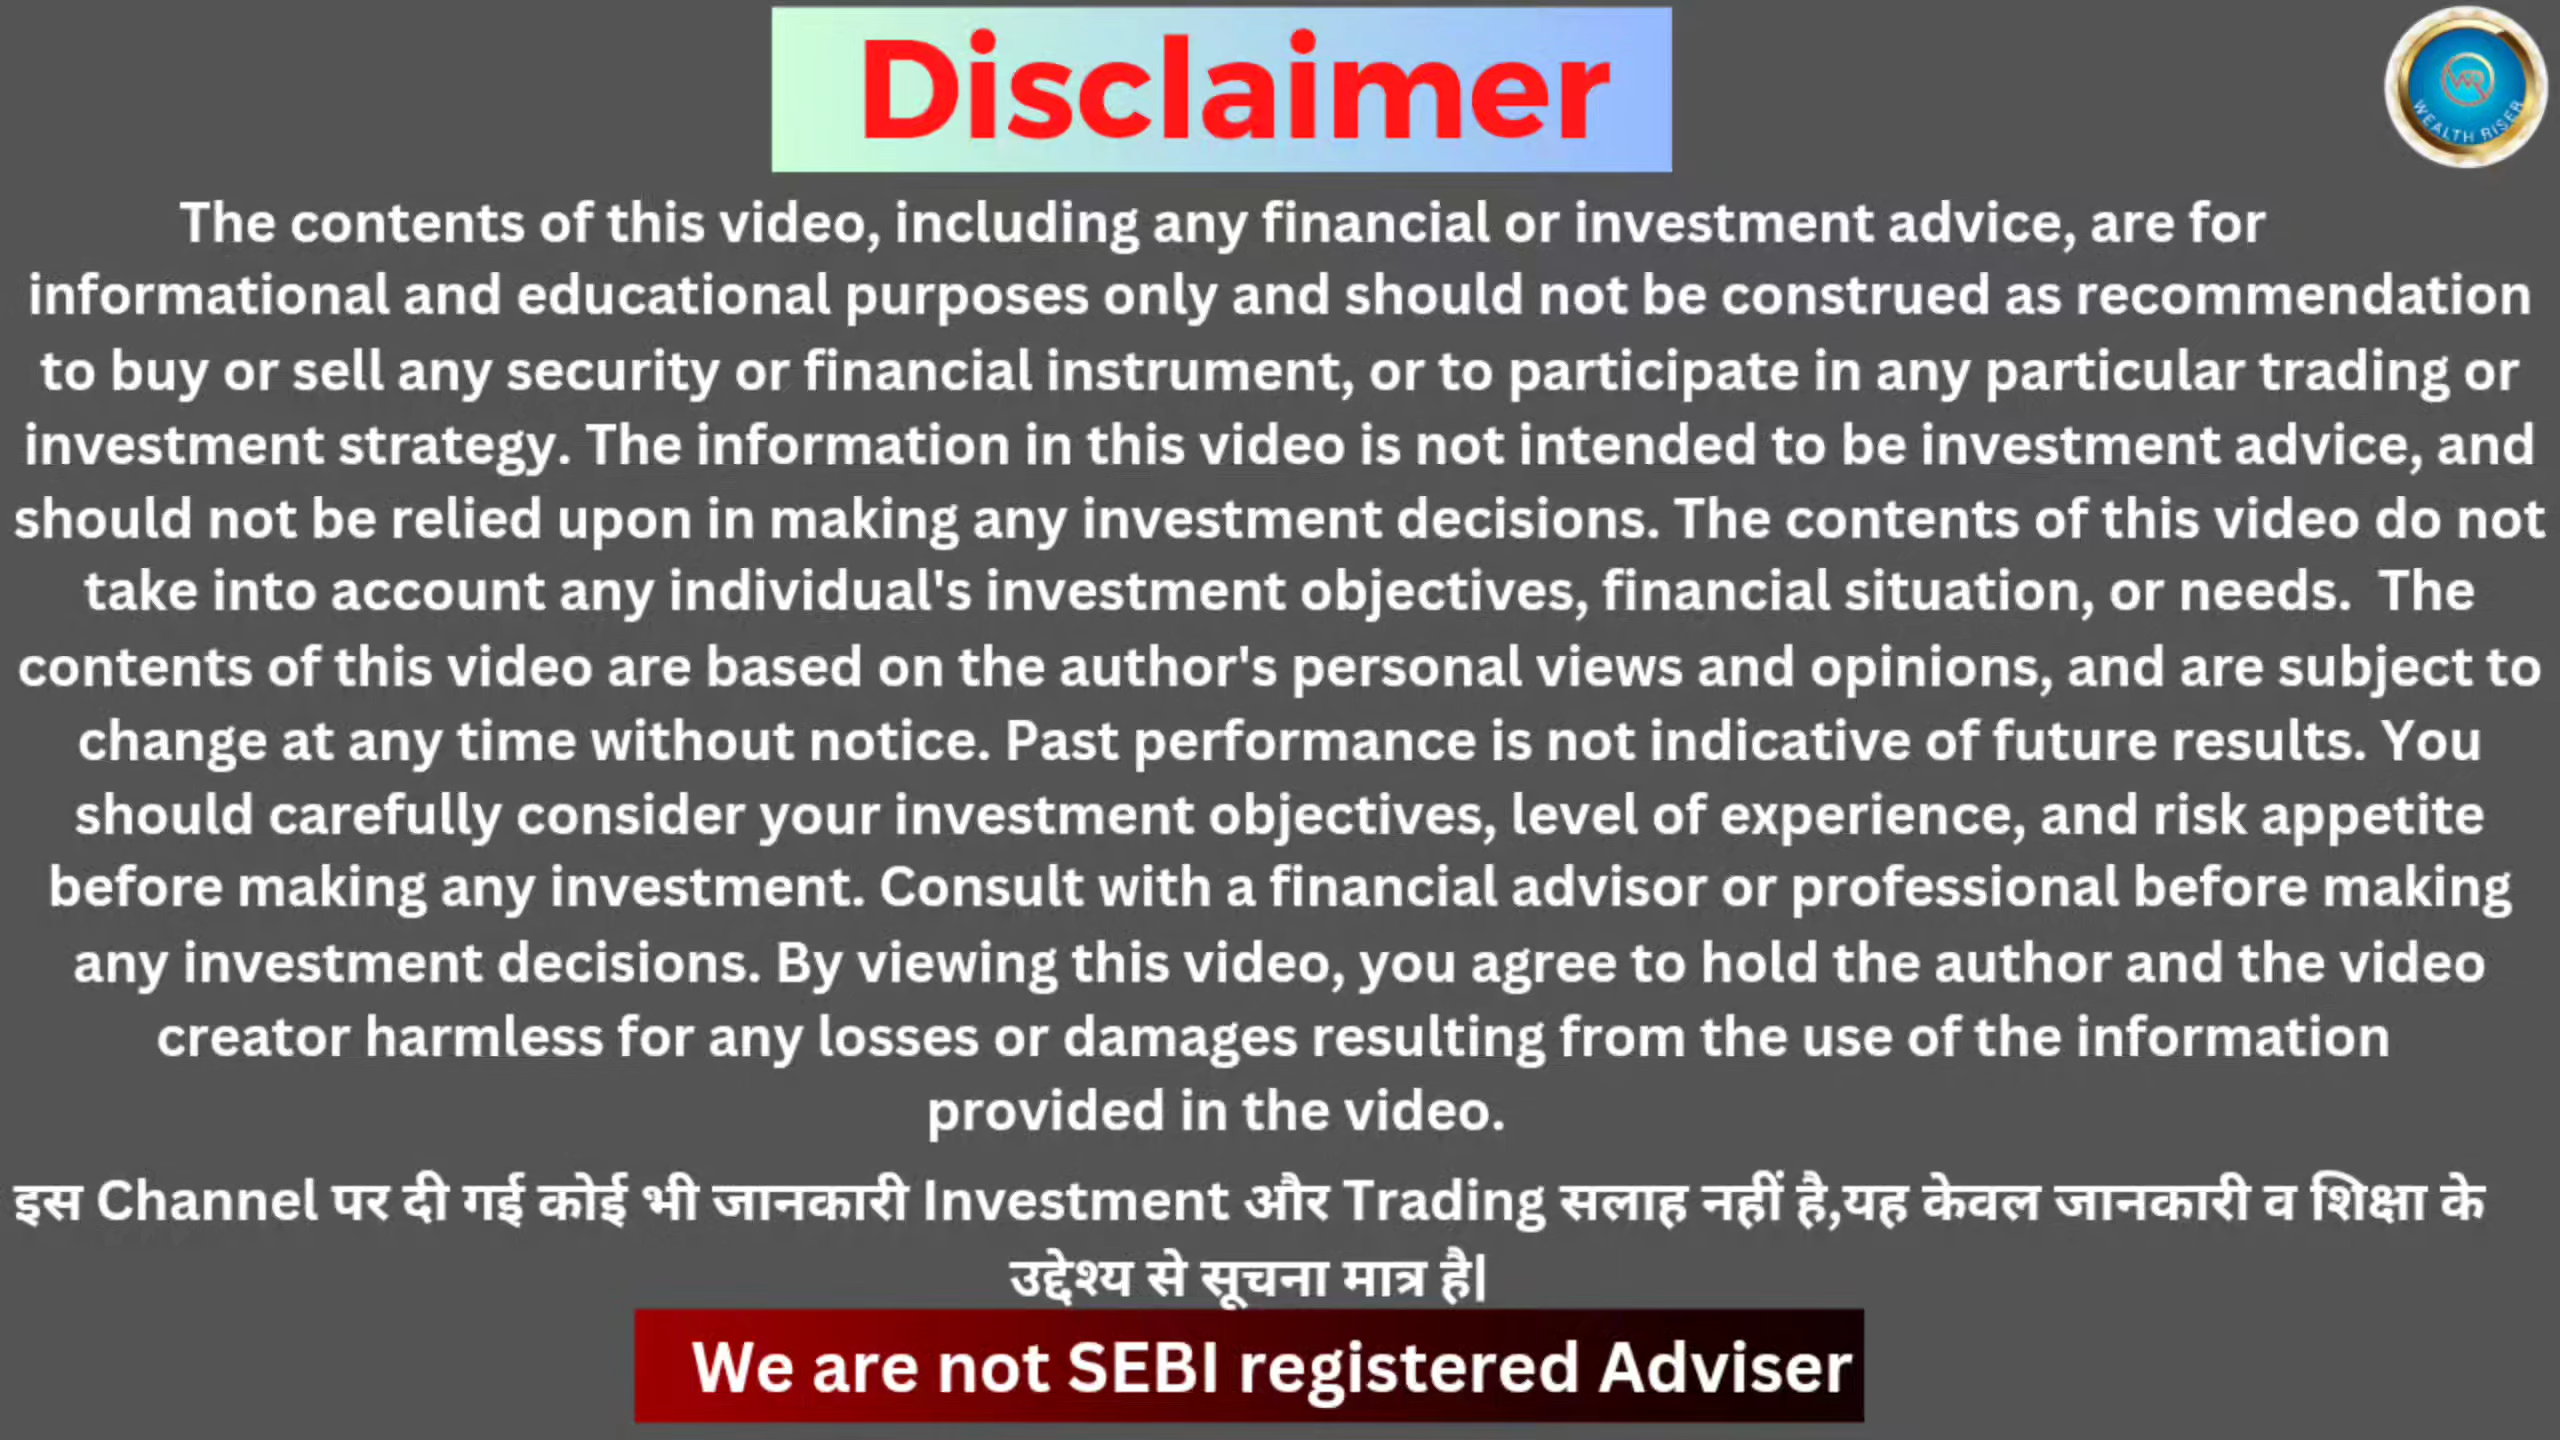 Disclaimer
WR
WEALTH RISER
The contents of this video, including any financial or investment advice, are for
informational and educational purposes only and should not be construed as recommendation
to buy or sell any security or financial instrument, or to participate in any particular trading or
investment strategy. The information in this video is not intended to be investment advice, and
should not be relied upon in making any investment decisions. The contents of this video do not
take into account any individual's investment objectives, financial situation, or needs.  The
contents of this video are based on the author's personal views and opinions, and are subject to
change at any time without notice. Past performance is not indicative of future results. You
should carefully consider your investment objectives, level of experience, and risk appetite
before making any investment. Consult with a financial advisor or professional before making
any investment decisions. By viewing this video, you agree to hold the author and the video
creator harmless for any losses or damages resulting from the use of the information
provided in the video.
इस Channel पर दी गई कोई भी जानकारी Investment और Trading सलाह नहीं है,यह केवल जानकारी व शिक्षा के
उद्देश्य से सूचना मात्र है|
We are not SEBI registered Adviser